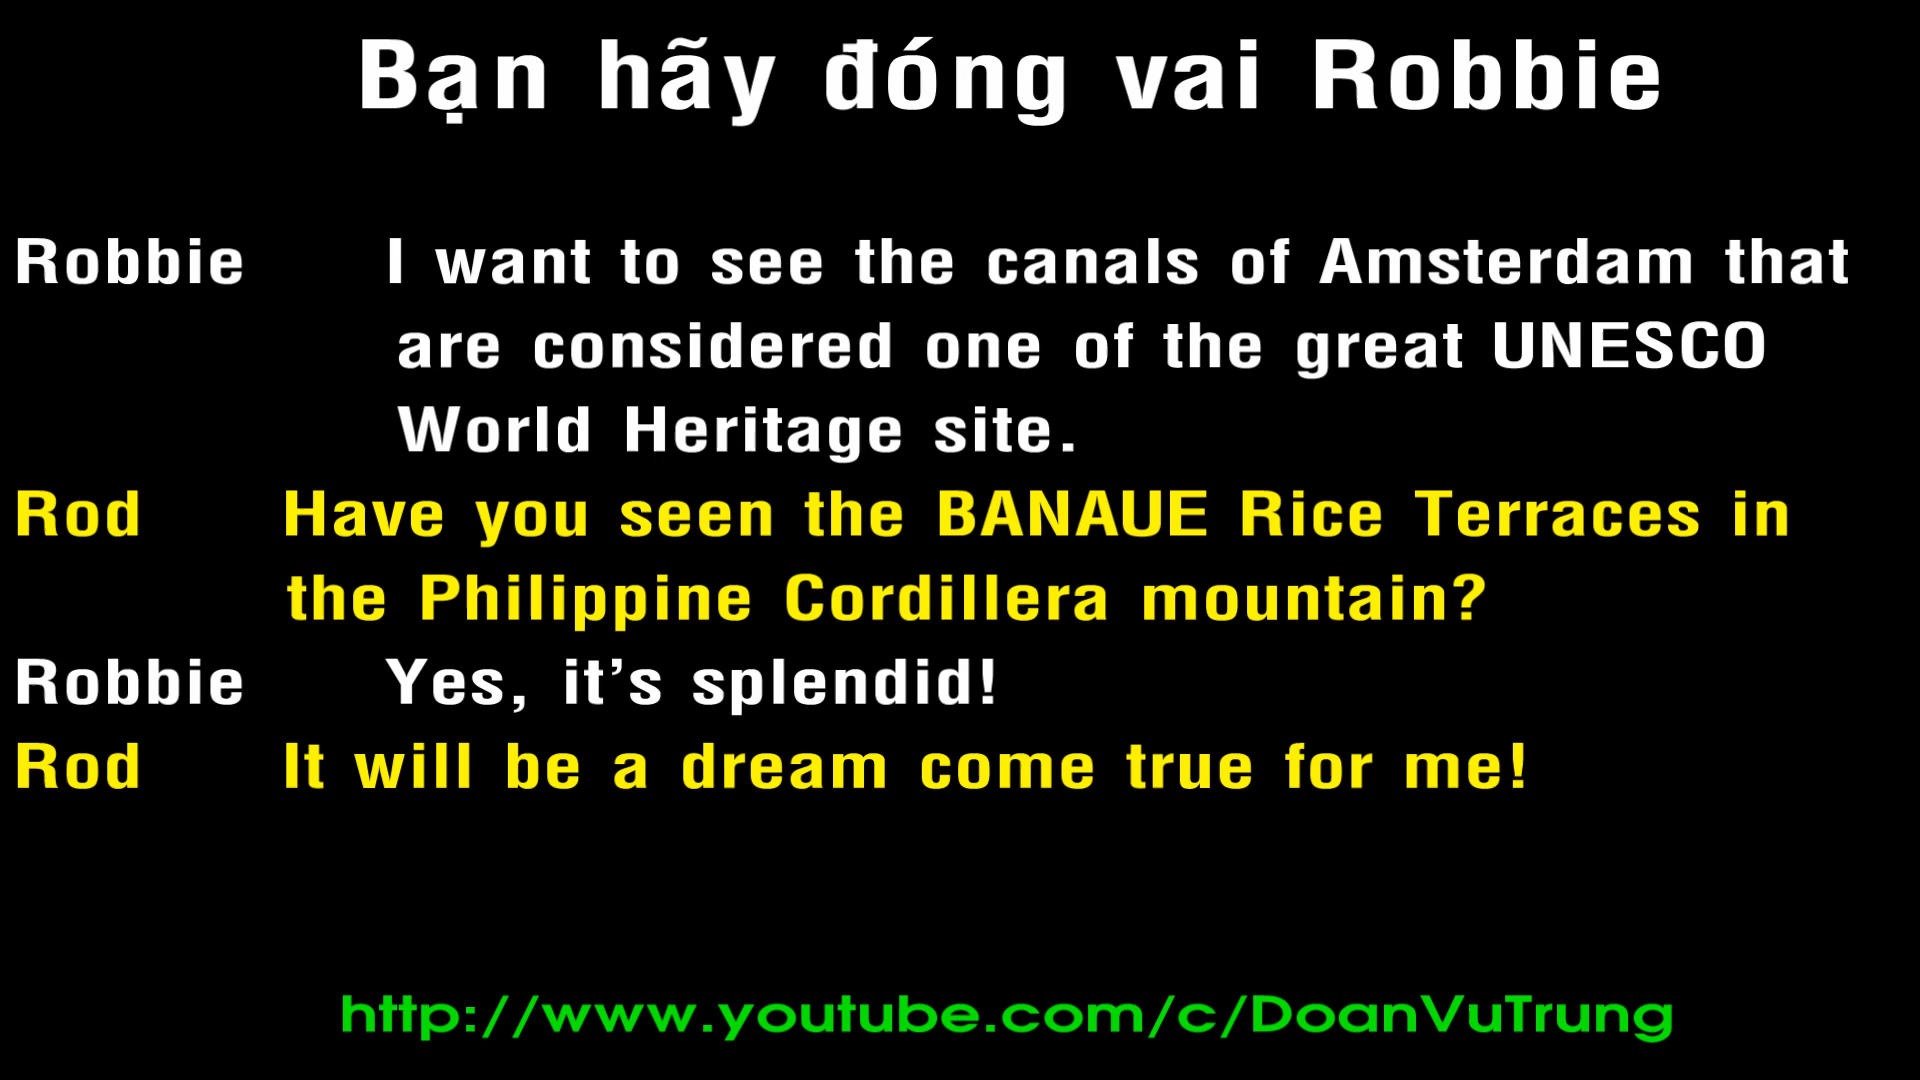 Bạn hãy đóng vai Robbie
Robbie I want to see the canals of Amsterdam that
are considered one of the great UNESCO
World Heritage site.
Rod Have you seen the BANAUE Rice Terraces in
the Philippine Cordillera mountain?
Robbie Yes, it’s splendid!
Rod It will be a dream come true for me!
http://www.youtube.com/c/DoanVuTrung